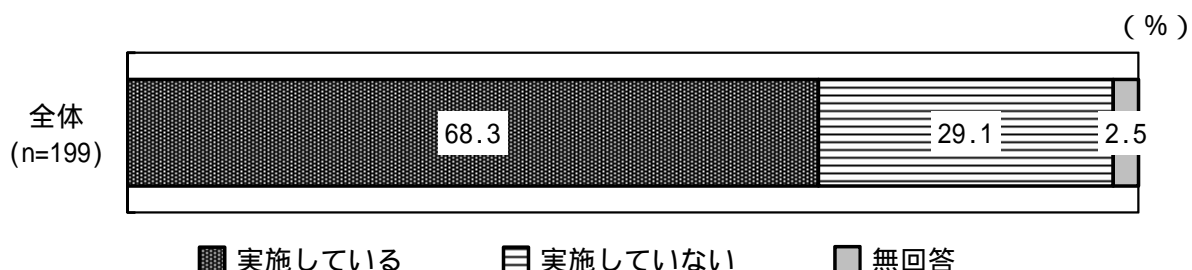 (%)
全体
(n=199)
68.3
29.1
2.5
実施している
実施していない
無回答